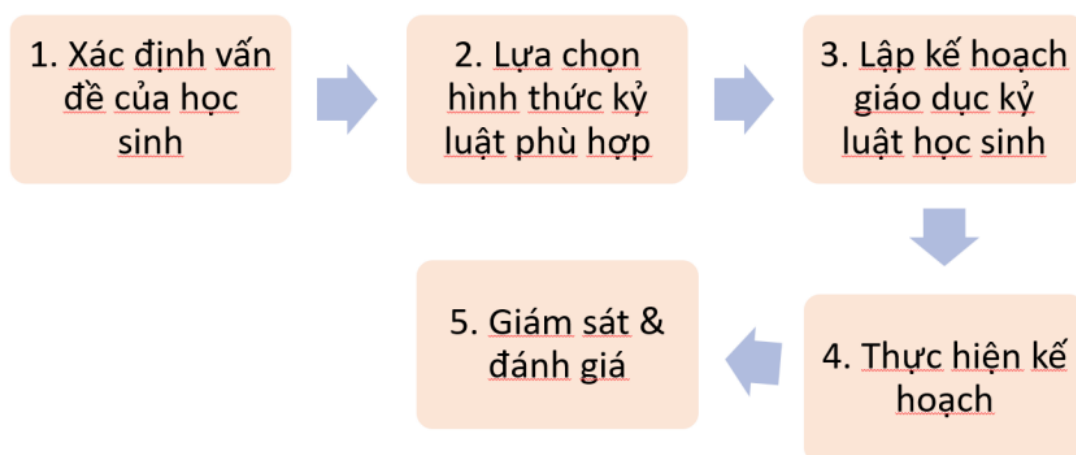 1. Xác định vấn
đề của học
sinh
2. Lựa chọn
hình thức kỷ
luật phù hợp
3. Lập kế hoạch
giáo dục kỷ
luật học sinh
4. Thực hiện kế
hoạch
5. Giám sát &
đánh giá